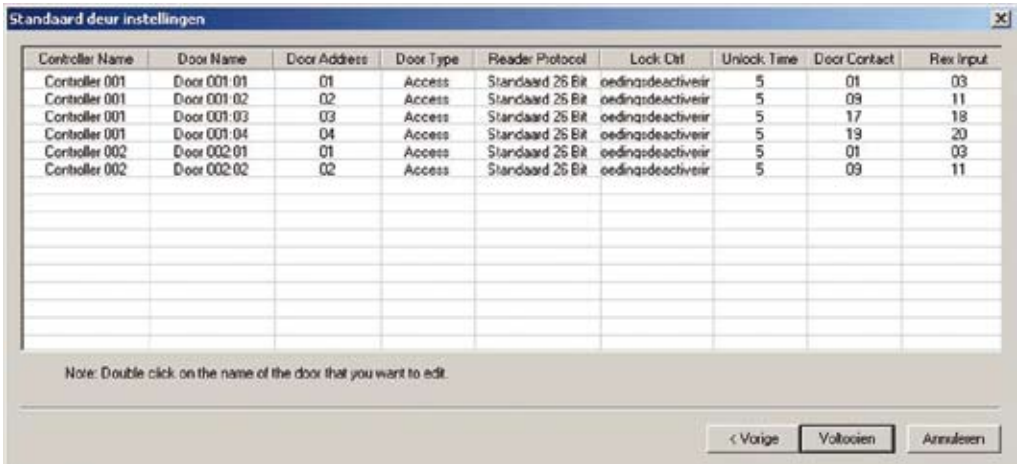 Standaard deur instellingen
Controller Name Door Name Door Address Door Type Reader Protocol Lock Ctrl Unlock Time Door Contact Rex Input
Controller 001 Door 001:01 01 Access Standaard 26 Bit oedingsdeactiverir 5 01 03
Controller 001 Door 001:02 02 Access Standaard 26 Bit oedingsdeactiverir 5 09 11
Controller 001 Door 001:03 03 Access Standaard 26 Bit oedingsdeactiverir 5 17 18
Controller 001 Door 001:04 04 Access Standaard 26 Bit oedingsdeactiverir 5 19 20
Controller 002 Door 002:01 01 Access Standaard 26 Bit oedingsdeactiverir 5 01 03
Controller 002 Door 002:02 02 Access Standaard 26 Bit oedingsdeactiverir 5 09 11
Note: Double click on the name of the door that you want to edit.
< Vorige Voltooien Annuleren